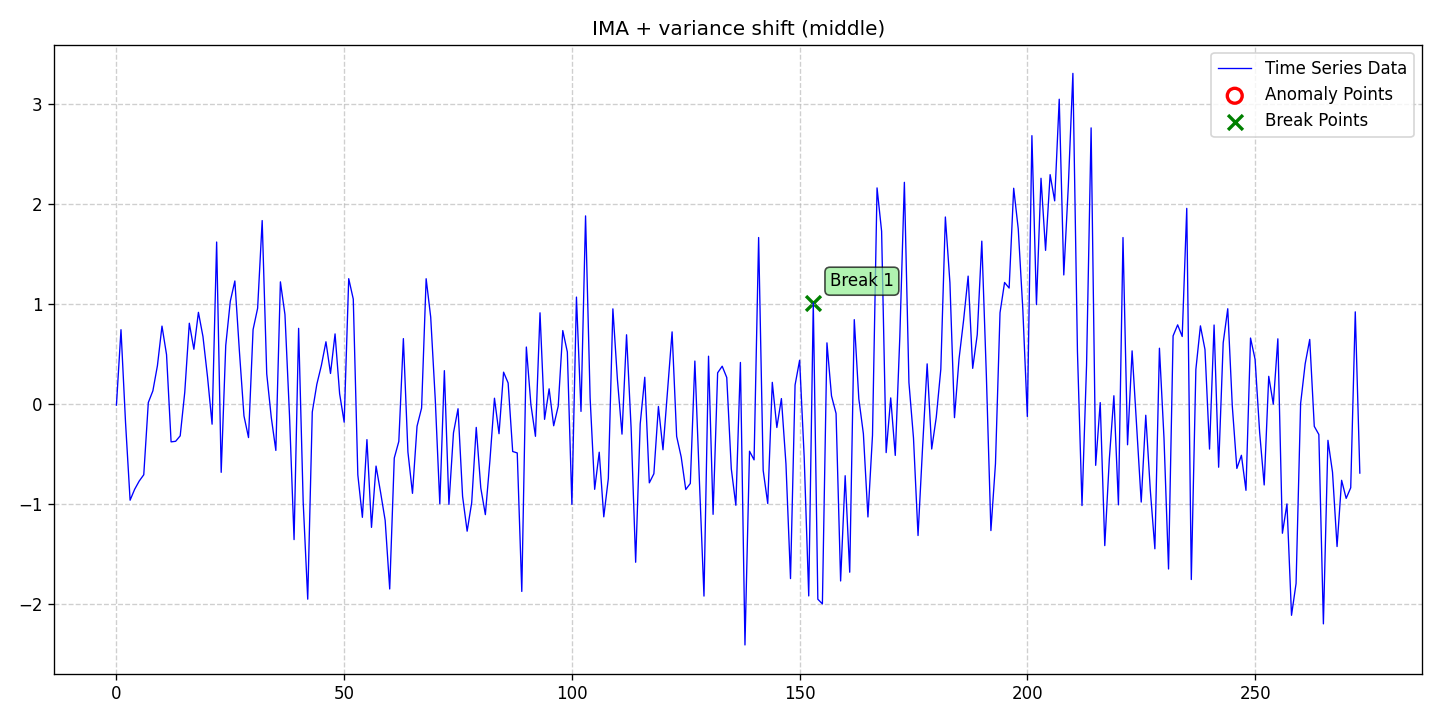 IMA + variance shift (middle)
Time Series Data
Anomaly Points
Break Points
Break 1
3
2
1
0
−1
−2
0
50
100
150
200
250